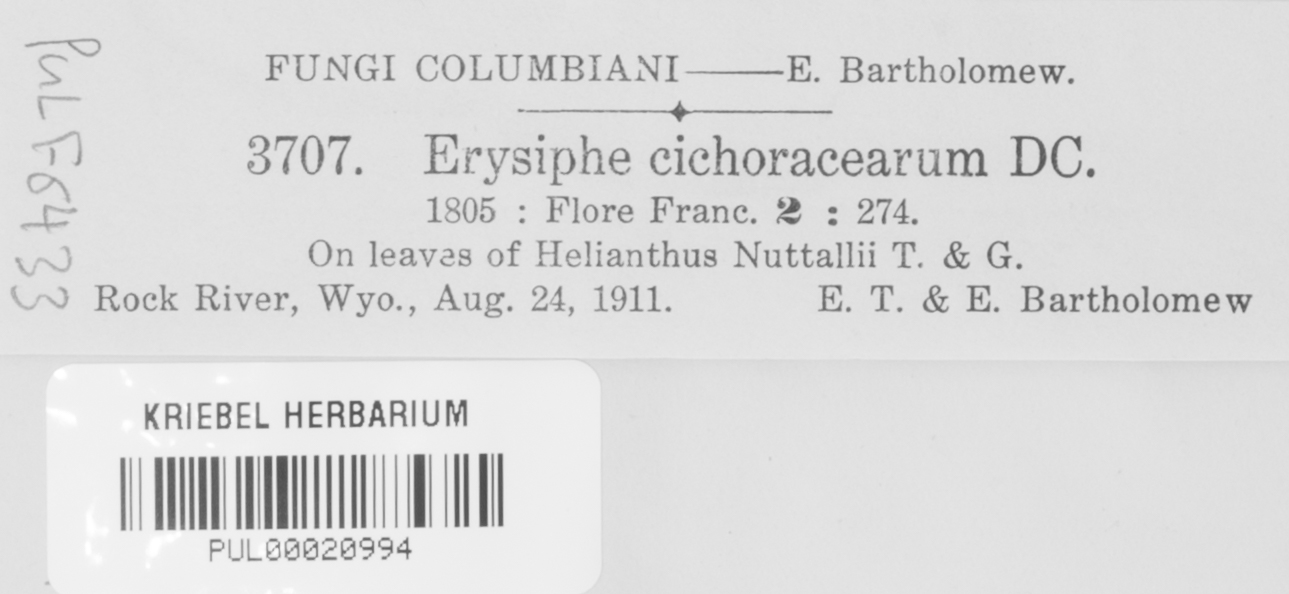 FUNGI COLUMBIANI——E. Bartholomew.
3707. Erysiphe cichoracearum DC.
1805 : Flore Franc. 2 : 274.
On leaves of Helianthus Nuttallii T. & G.
Rock River, Wyo., Aug. 24, 1911. E. T. & E. Bartholomew
PUL F6433
KRIEBEL HERBARIUM
PUL00020994